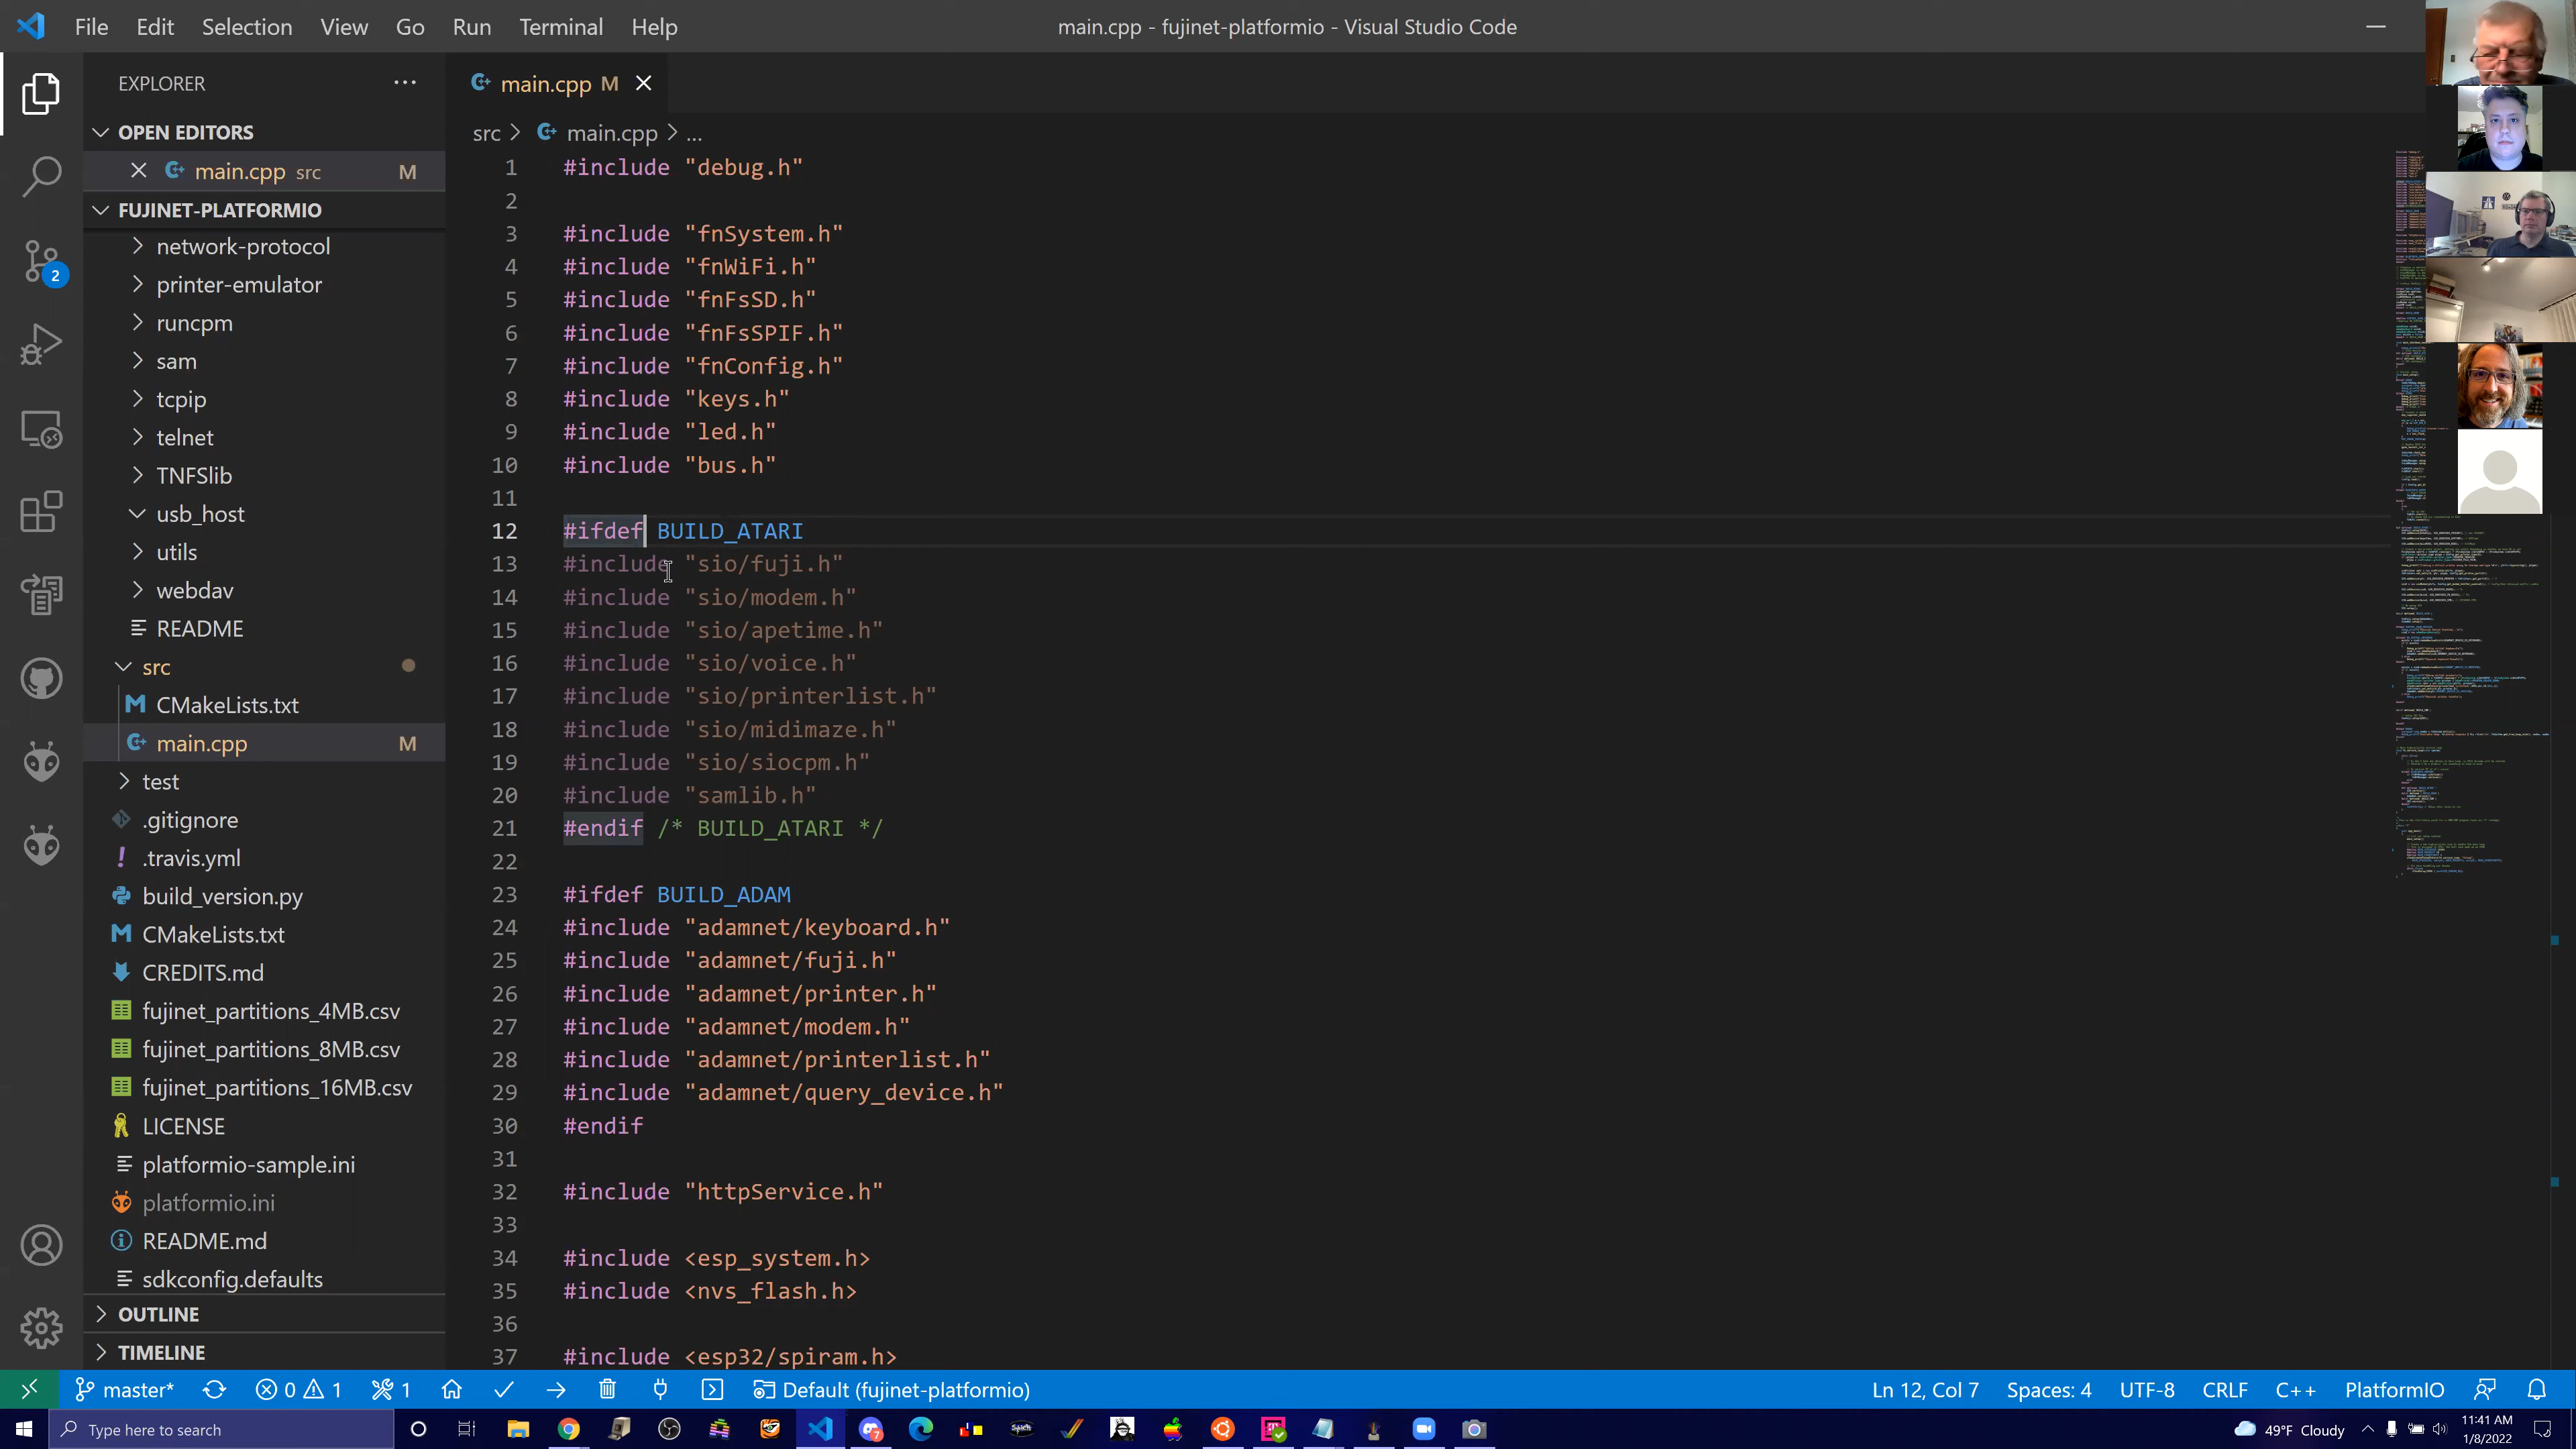 File Edit Selection View Go Run Terminal Help
main.cpp - fujinet-platformio - Visual Studio Code
EXPLORER
OPEN EDITORS
main.cpp src M
FUJINET-PLATFORMIO
network-protocol
printer-emulator
runcpm
sam
tcpip
telnet
TNFSlib
usb_host
utils
webdav
README
src
CMakeLists.txt
main.cpp M
test
.gitignore
.travis.yml
build_version.py
CMakeLists.txt
CREDITS.md
fujinet_partitions_4MB.csv
fujinet_partitions_8MB.csv
fujinet_partitions_16MB.csv
LICENSE
platformio-sample.ini
platformio.ini
README.md
sdkconfig.defaults
OUTLINE
TIMELINE
2
main.cpp M
src > main.cpp > ...
1 #include "debug.h"
2
3 #include "fnSystem.h"
4 #include "fnWiFi.h"
5 #include "fnFsSD.h"
6 #include "fnFsSPIF.h"
7 #include "fnConfig.h"
8 #include "keys.h"
9 #include "led.h"
10 #include "bus.h"
11
12 #ifdef BUILD_ATARI
13 #include "sio/fuji.h"
14 #include "sio/modem.h"
15 #include "sio/apetime.h"
16 #include "sio/voice.h"
17 #include "sio/printerlist.h"
18 #include "sio/midimaze.h"
19 #include "sio/siocpm.h"
20 #include "samlib.h"
21 #endif /* BUILD_ATARI */
22
23 #ifdef BUILD_ADAM
24 #include "adamnet/keyboard.h"
25 #include "adamnet/fuji.h"
26 #include "adamnet/printer.h"
27 #include "adamnet/modem.h"
28 #include "adamnet/printerlist.h"
29 #include "adamnet/query_device.h"
30 #endif
31
32 #include "httpService.h"
33
34 #include <esp_system.h>
35 #include <nvs_flash.h>
36
37 #include <esp32/spiram.h>
master* 0 1 1 Default (fujinet-platformio) Ln 12, Col 7 Spaces: 4 UTF-8 CRLF C++ PlatformIO
Type here to search
49°F Cloudy
11:41 AM
1/8/2022